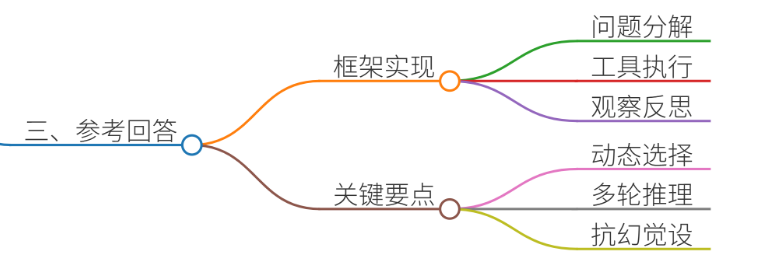 三、参考回答
框架实现
问题分解
工具执行
观察反思
关键要点
动态选择
多轮推理
抗幻觉设